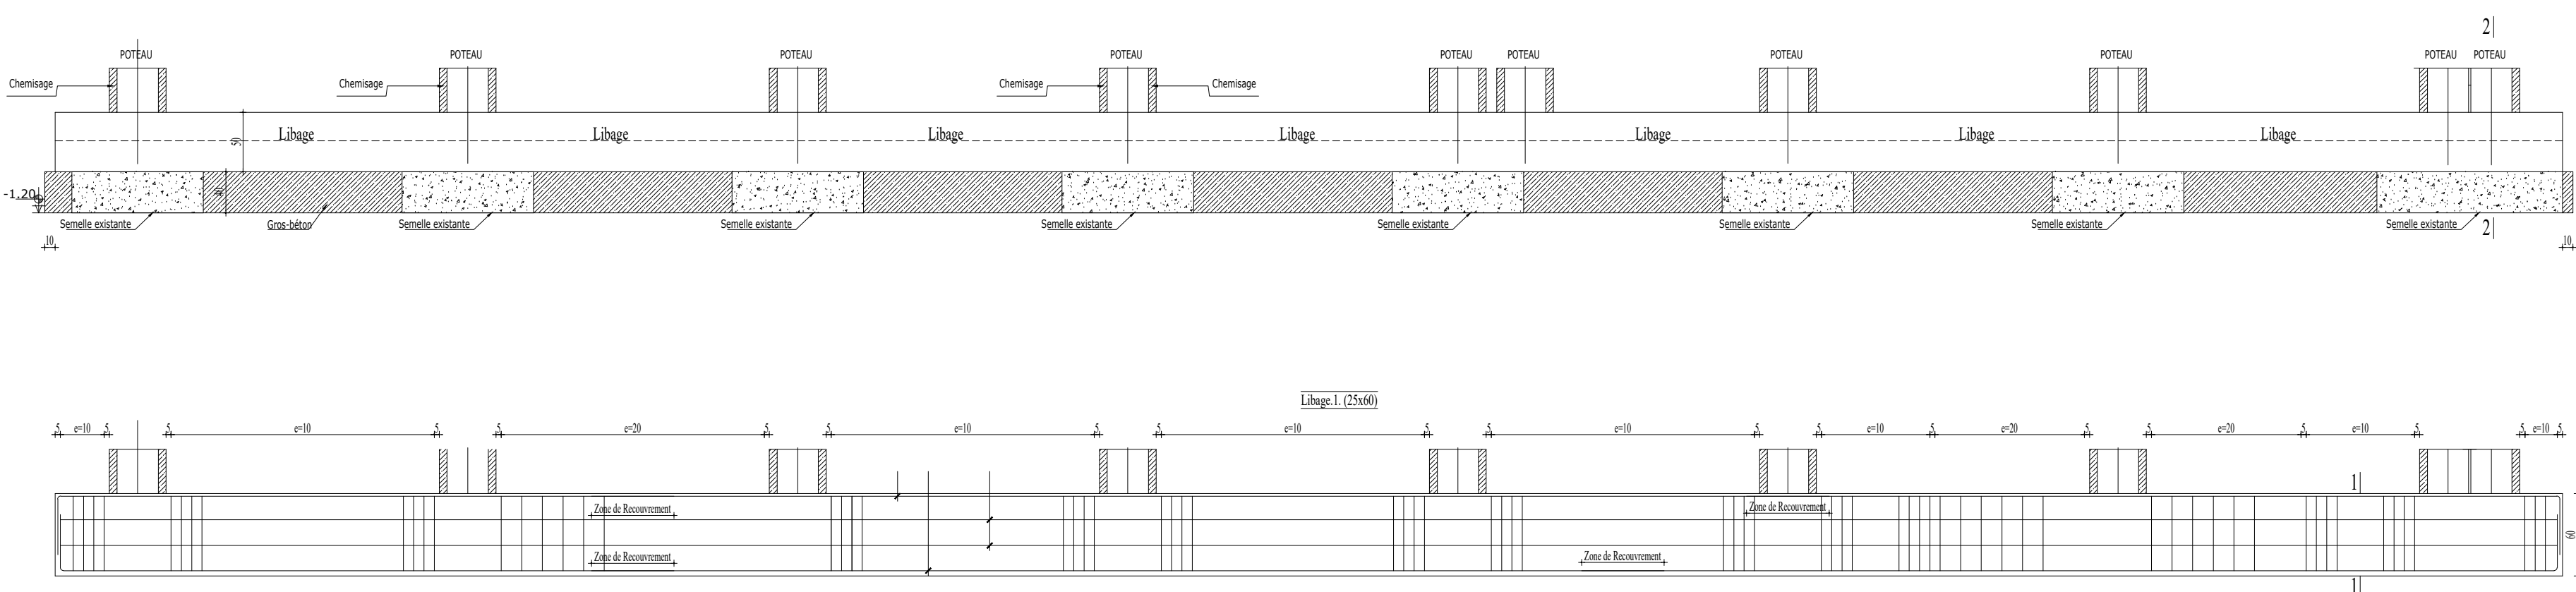 2
POTEAU POTEAU POTEAU POTEAU POTEAU POTEAU POTEAU POTEAU POTEAU POTEAU
Chemisage Chemisage Chemisage Chemisage
50 Libage Libage Libage Libage Libage Libage Libage
-1.20 40
Semelle existante Gros-béton Semelle existante Semelle existante Semelle existante Semelle existante Semelle existante Semelle existante Semelle existante
2
10 10
Libage.1. (25x60)
5 e=10 5 5 e=10 5 5 e=20 5 5 e=10 5 5 e=10 5 5 e=10 5 5 e=10 5 e=20 5 5 e=20 5 e=10 5 5 e=10 5
1
Zone de Recouvrement Zone de Recouvrement
60
Zone de Recouvrement Zone de Recouvrement
1